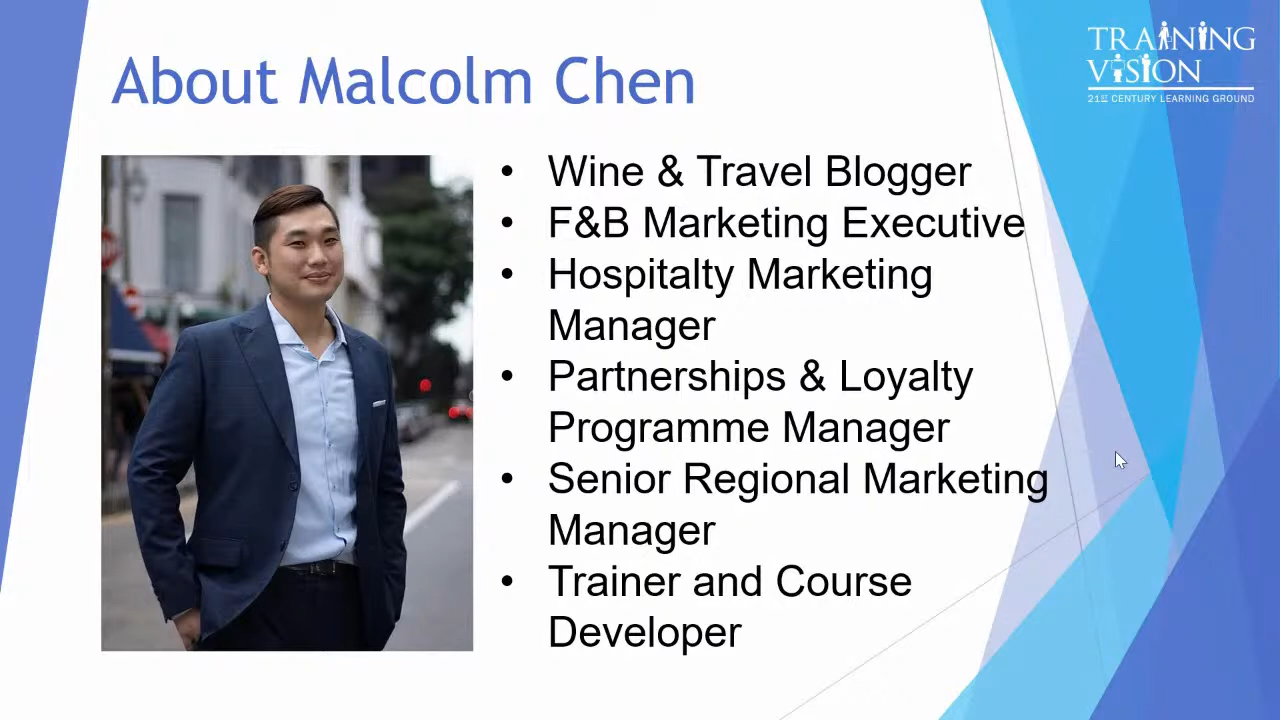 About Malcolm Chen
TRAINING
VISION
21ST CENTURY LEARNING GROUND
• Wine & Travel Blogger
• F&B Marketing Executive
• Hospitalty Marketing
Manager
• Partnerships & Loyalty
Programme Manager
• Senior Regional Marketing
Manager
• Trainer and Course
Developer